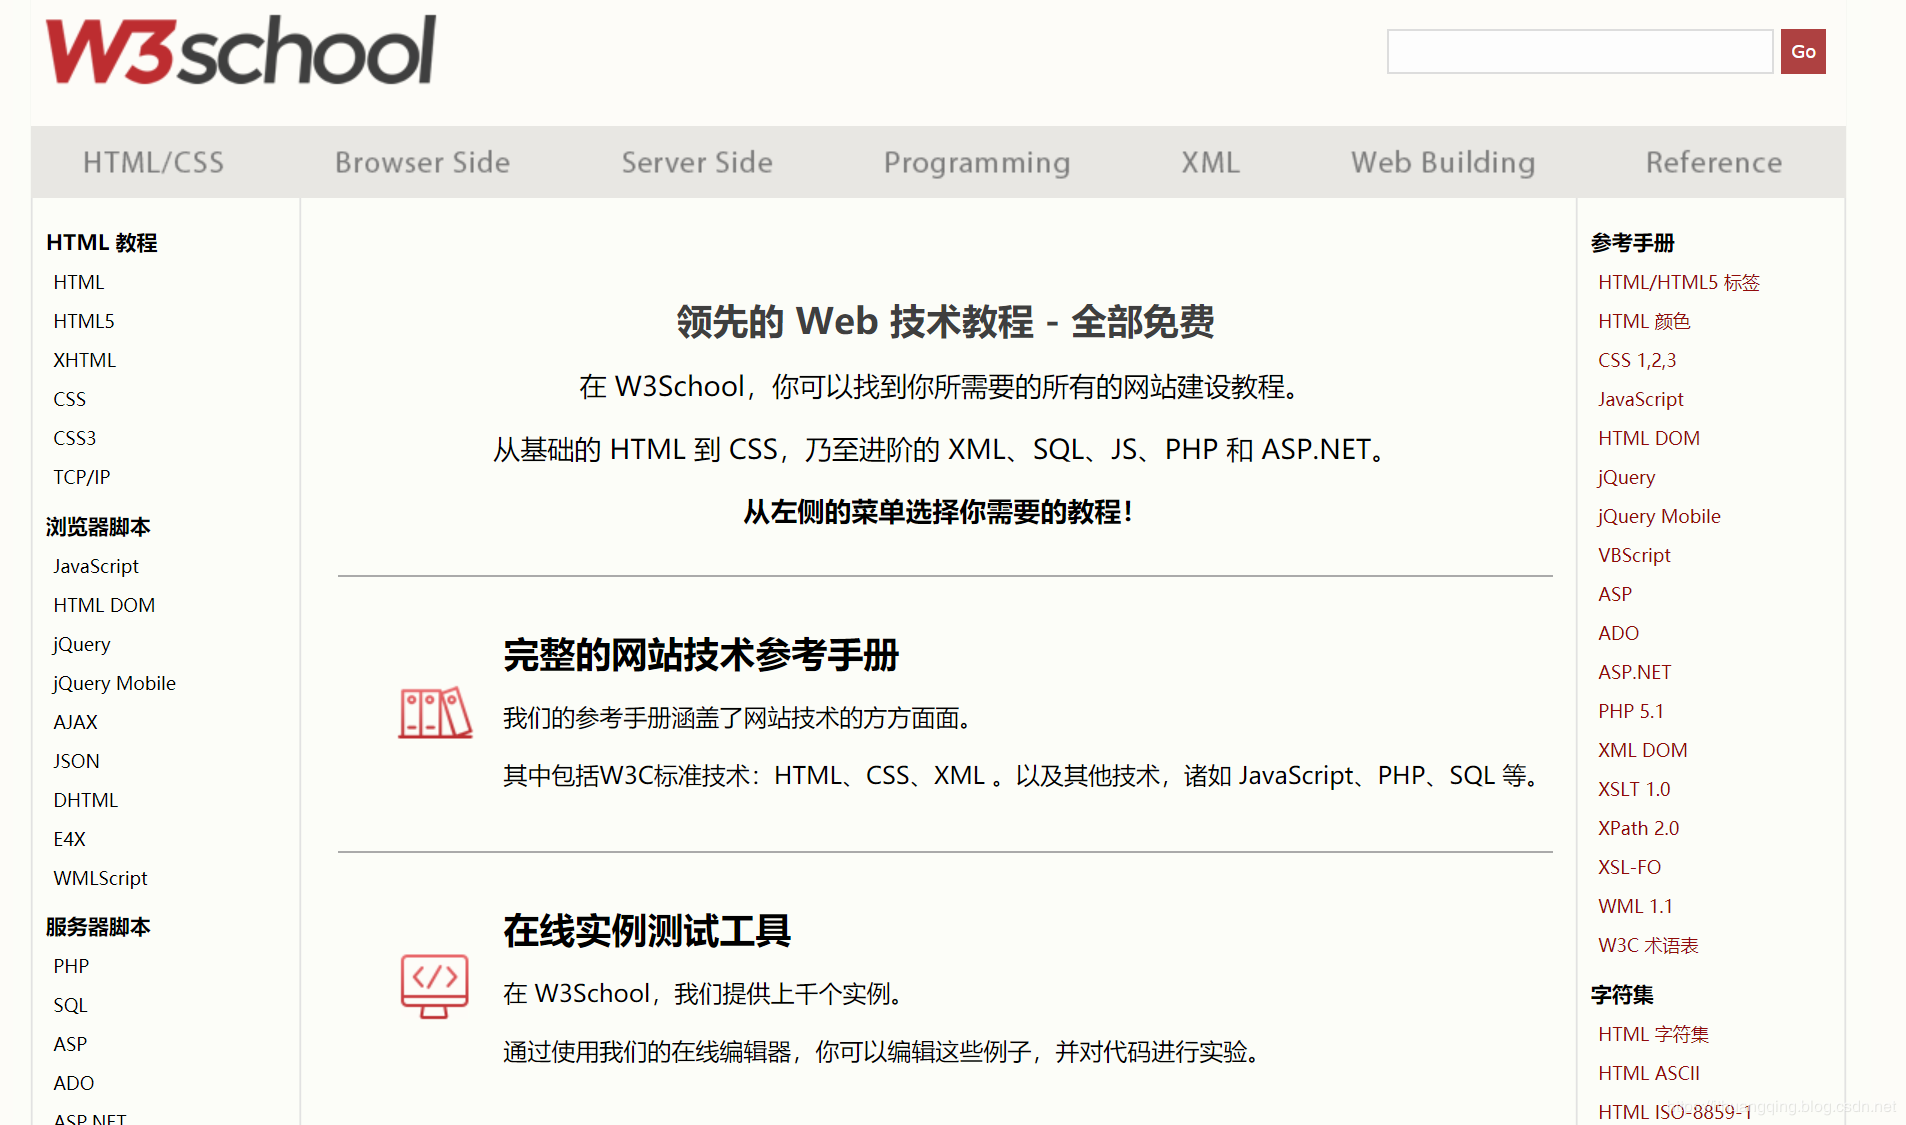 W3school
Go
HTML/CSS Browser Side Server Side Programming XML Web Building Reference
HTML 教程
HTML
HTML5
XHTML
CSS
CSS3
TCP/IP
浏览器脚本
JavaScript
HTML DOM
jQuery
jQuery Mobile
AJAX
JSON
DHTML
E4X
WMLScript
服务器脚本
PHP
SQL
ASP
ADO
ASP.NET
领先的 Web 技术教程 - 全部免费
在 W3School，你可以找到你所需要的所有的网站建设教程。
从基础的 HTML 到 CSS，乃至进阶的 XML、SQL、JS、PHP 和 ASP.NET。
从左侧的菜单选择你需要的教程！
完整的网站技术参考手册
我们的参考手册涵盖了网站技术的方方面面。
其中包括W3C标准技术：HTML、CSS、XML 。以及其他技术，诸如 JavaScript、PHP、SQL 等。
在线实例测试工具
在 W3School，我们提供上千个实例。
通过使用我们的在线编辑器，你可以编辑这些例子，并对代码进行实验。
参考手册
HTML/HTML5 标签
HTML 颜色
CSS 1,2,3
JavaScript
HTML DOM
jQuery
jQuery Mobile
VBScript
ASP
ADO
ASP.NET
PHP 5.1
XML DOM
XSLT 1.0
XPath 2.0
XSL-FO
WML 1.1
W3C 术语表
字符集
HTML 字符集
HTML ASCII
HTML ISO-8859-1